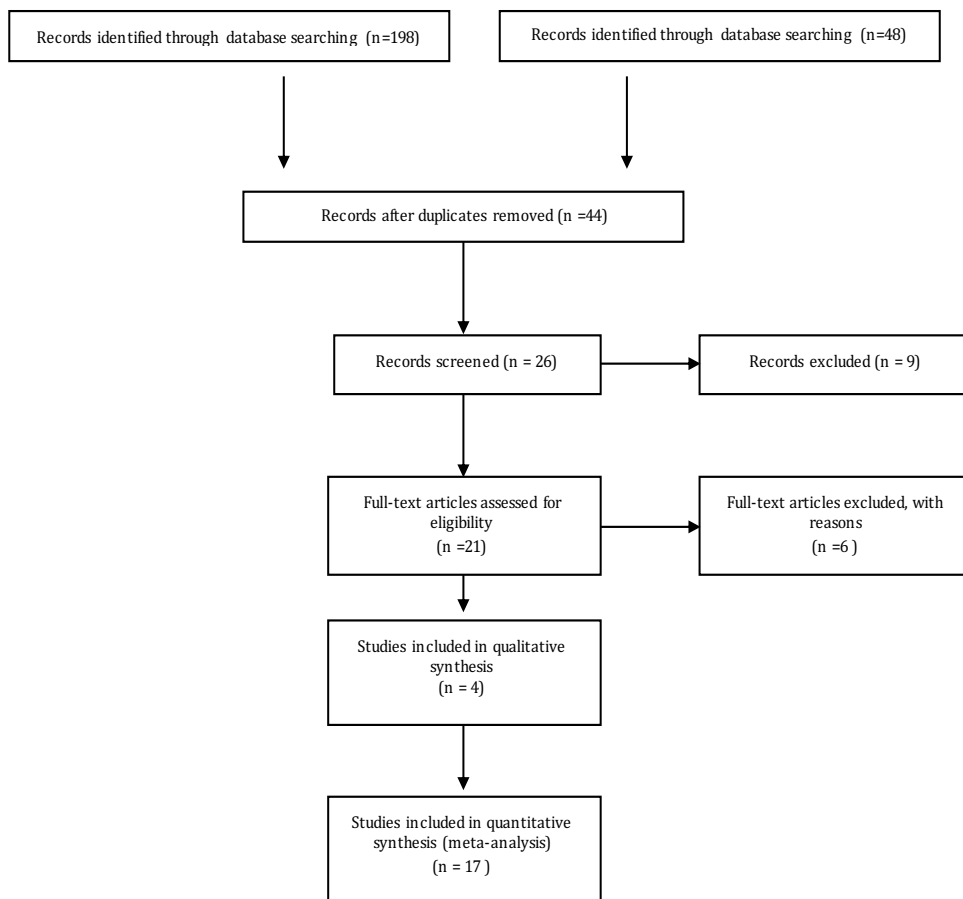 Records identified through database searching (n=198)
Records identified through database searching (n=48)
Records after duplicates removed (n =44)
Records screened (n = 26)
Records excluded (n = 9)
Full-text articles assessed for
eligibility
(n =21)
Full-text articles excluded, with
reasons
(n =6 )
Studies included in qualitative
synthesis
(n = 4)
Studies included in quantitative
synthesis (meta-analysis)
(n = 17 )